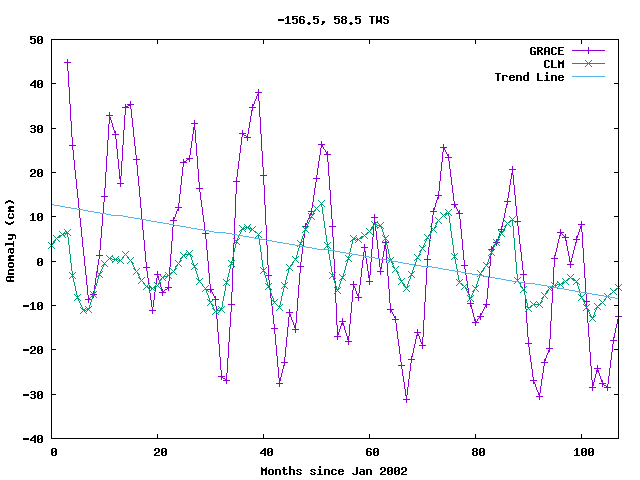 -156.5, 58.5 TWS
GRACE
CLM
Trend Line
50
40
30
20
10
0
-10
-20
-30
-40
Anomaly (cm)
0 20 40 60 80 100
Months since Jan 2002